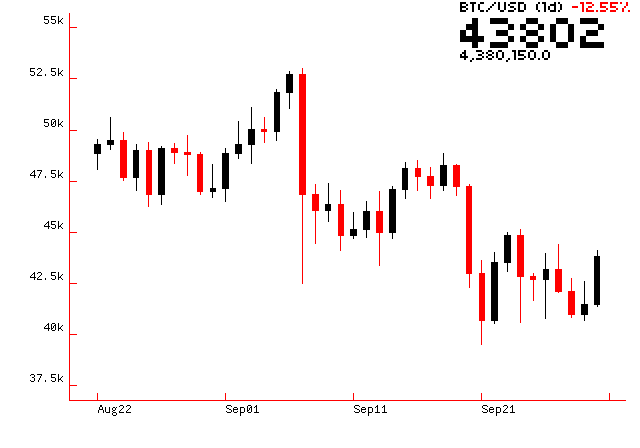 BTC/USD (1d) -12.55%
43802
4,380,150.0
55k
52.5k
50k
47.5k
45k
42.5k
40k
37.5k
Aug22 Sep01 Sep11 Sep21